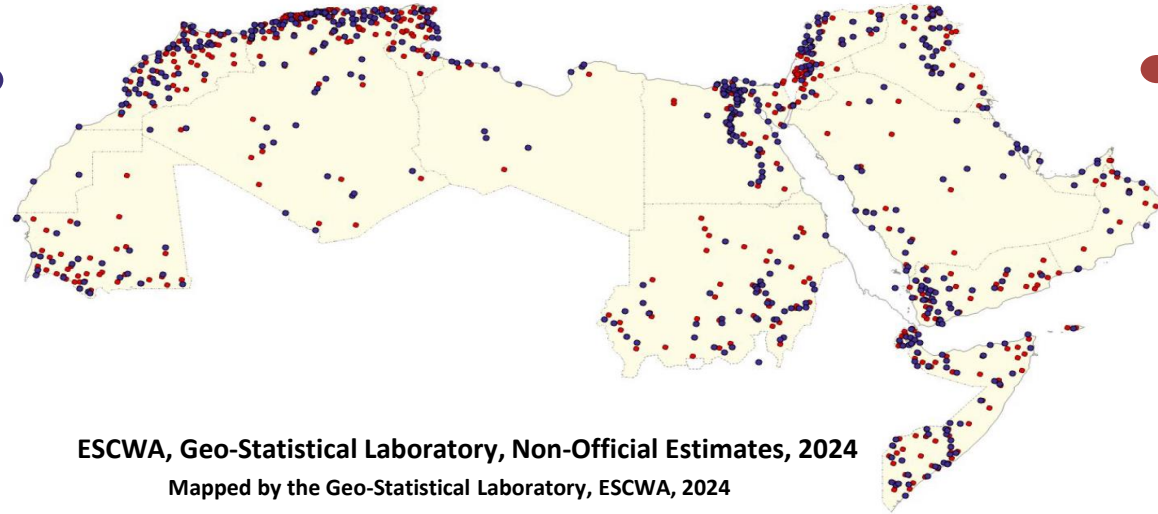 ESCWA, Geo-Statistical Laboratory, Non-Official Estimates, 2024
Mapped by the Geo-Statistical Laboratory, ESCWA, 2024